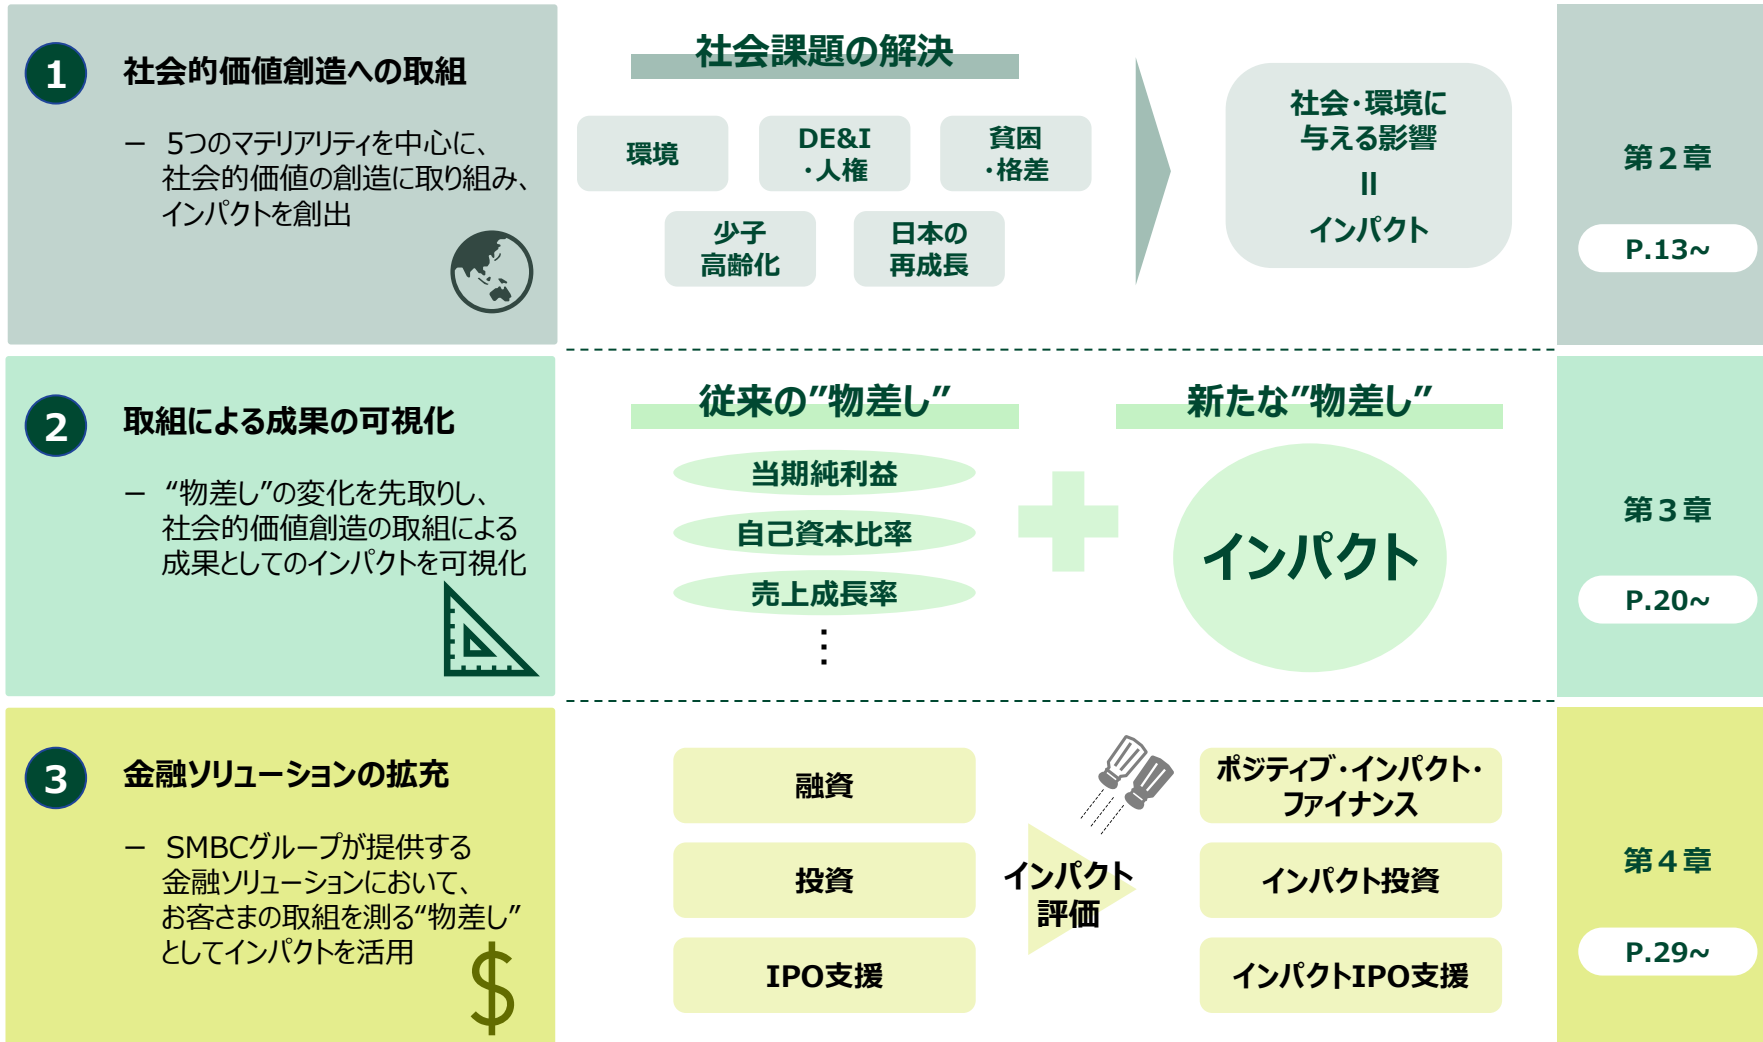 1
社会的価値創造への取組
－ 5つのマテリアリティを中心に、
社会的価値の創造に取り組み、
インパクトを創出
社会課題の解決
環境
DE&I
・人権
貧困
・格差
少子
高齢化
日本の
再成長
社会・環境に
与える影響
＝
インパクト
第２章
P.13~
2
取組による成果の可視化
－ “物差し”の変化を先取りし、
社会的価値創造の取組による
成果としてのインパクトを可視化
従来の”物差し”
当期純利益
自己資本比率
売上成長率
⋮
新たな”物差し”
インパクト
第３章
P.20~
3
金融ソリューションの拡充
－ SMBCグループが提供する
金融ソリューションにおいて、
お客さまの取組を測る“物差し”
としてインパクトを活用
融資
投資
IPO支援
インパクト
評価
ポジティブ・インパクト・
ファイナンス
インパクト投資
インパクトIPO支援
第４章
P.29~